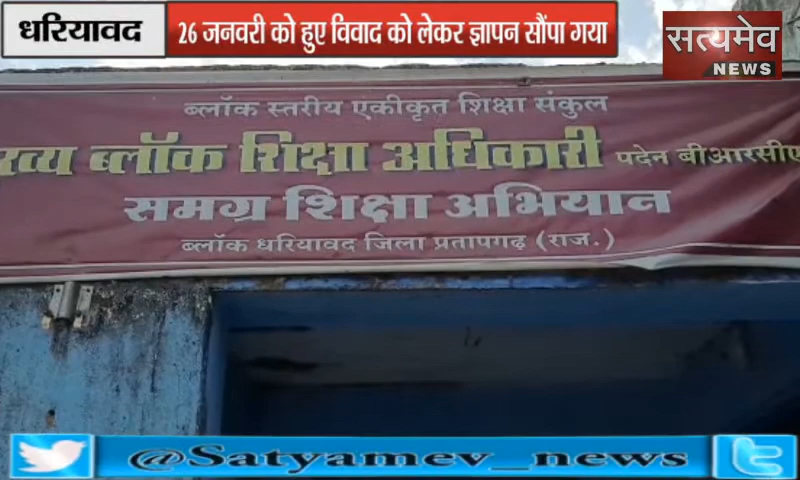 धरियावद
26 जनवरी को हुए विवाद को लेकर ज्ञापन सौंपा गया
सत्यमेव
NEWS
ब्लॉक स्तरीय एकीकृत शिक्षा संकुल
ब्लॉक शिक्षा अधिकारी पदेन
समग्र शिक्षा अभियान
ब्लॉक धरियावद जिला प्रतापगढ़ (राज.)
@Satyamev_news